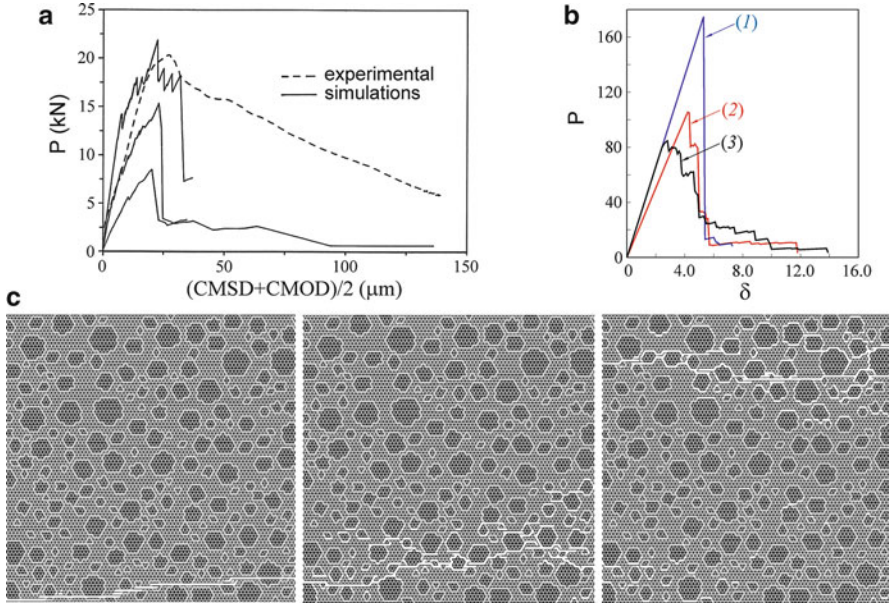 a
25
20
15
10
5
0
P (kN)
experimental
simulations
0 50 100 150
(CMSD+CMOD)/2 (μm)
b
160
120
80
40
0
P
(1)
(2)
(3)
0 4.0 8.0 12.0 16.0
δ
c